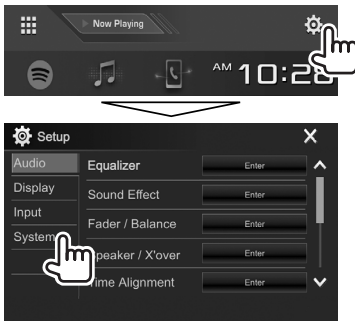 Now Playing
AM 10:28
Setup
Audio
Equalizer
Enter
Display
Sound Effect
Enter
Input
Fader / Balance
Enter
System
Speaker / X'over
Enter
Time Alignment
Enter